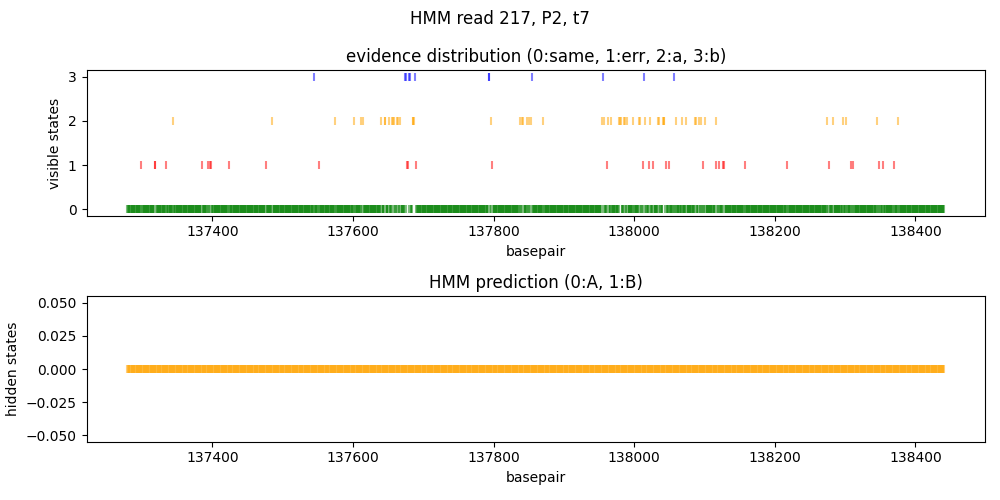 HMM read 217, P2, t7
evidence distribution (0:same, 1:err, 2:a, 3:b)
visible states
3
2
1
0
137400 137600 137800 138000 138200 138400
basepair
HMM prediction (0:A, 1:B)
hidden states
0.050
0.025
0.000
−0.025
−0.050
137400 137600 137800 138000 138200 138400
basepair